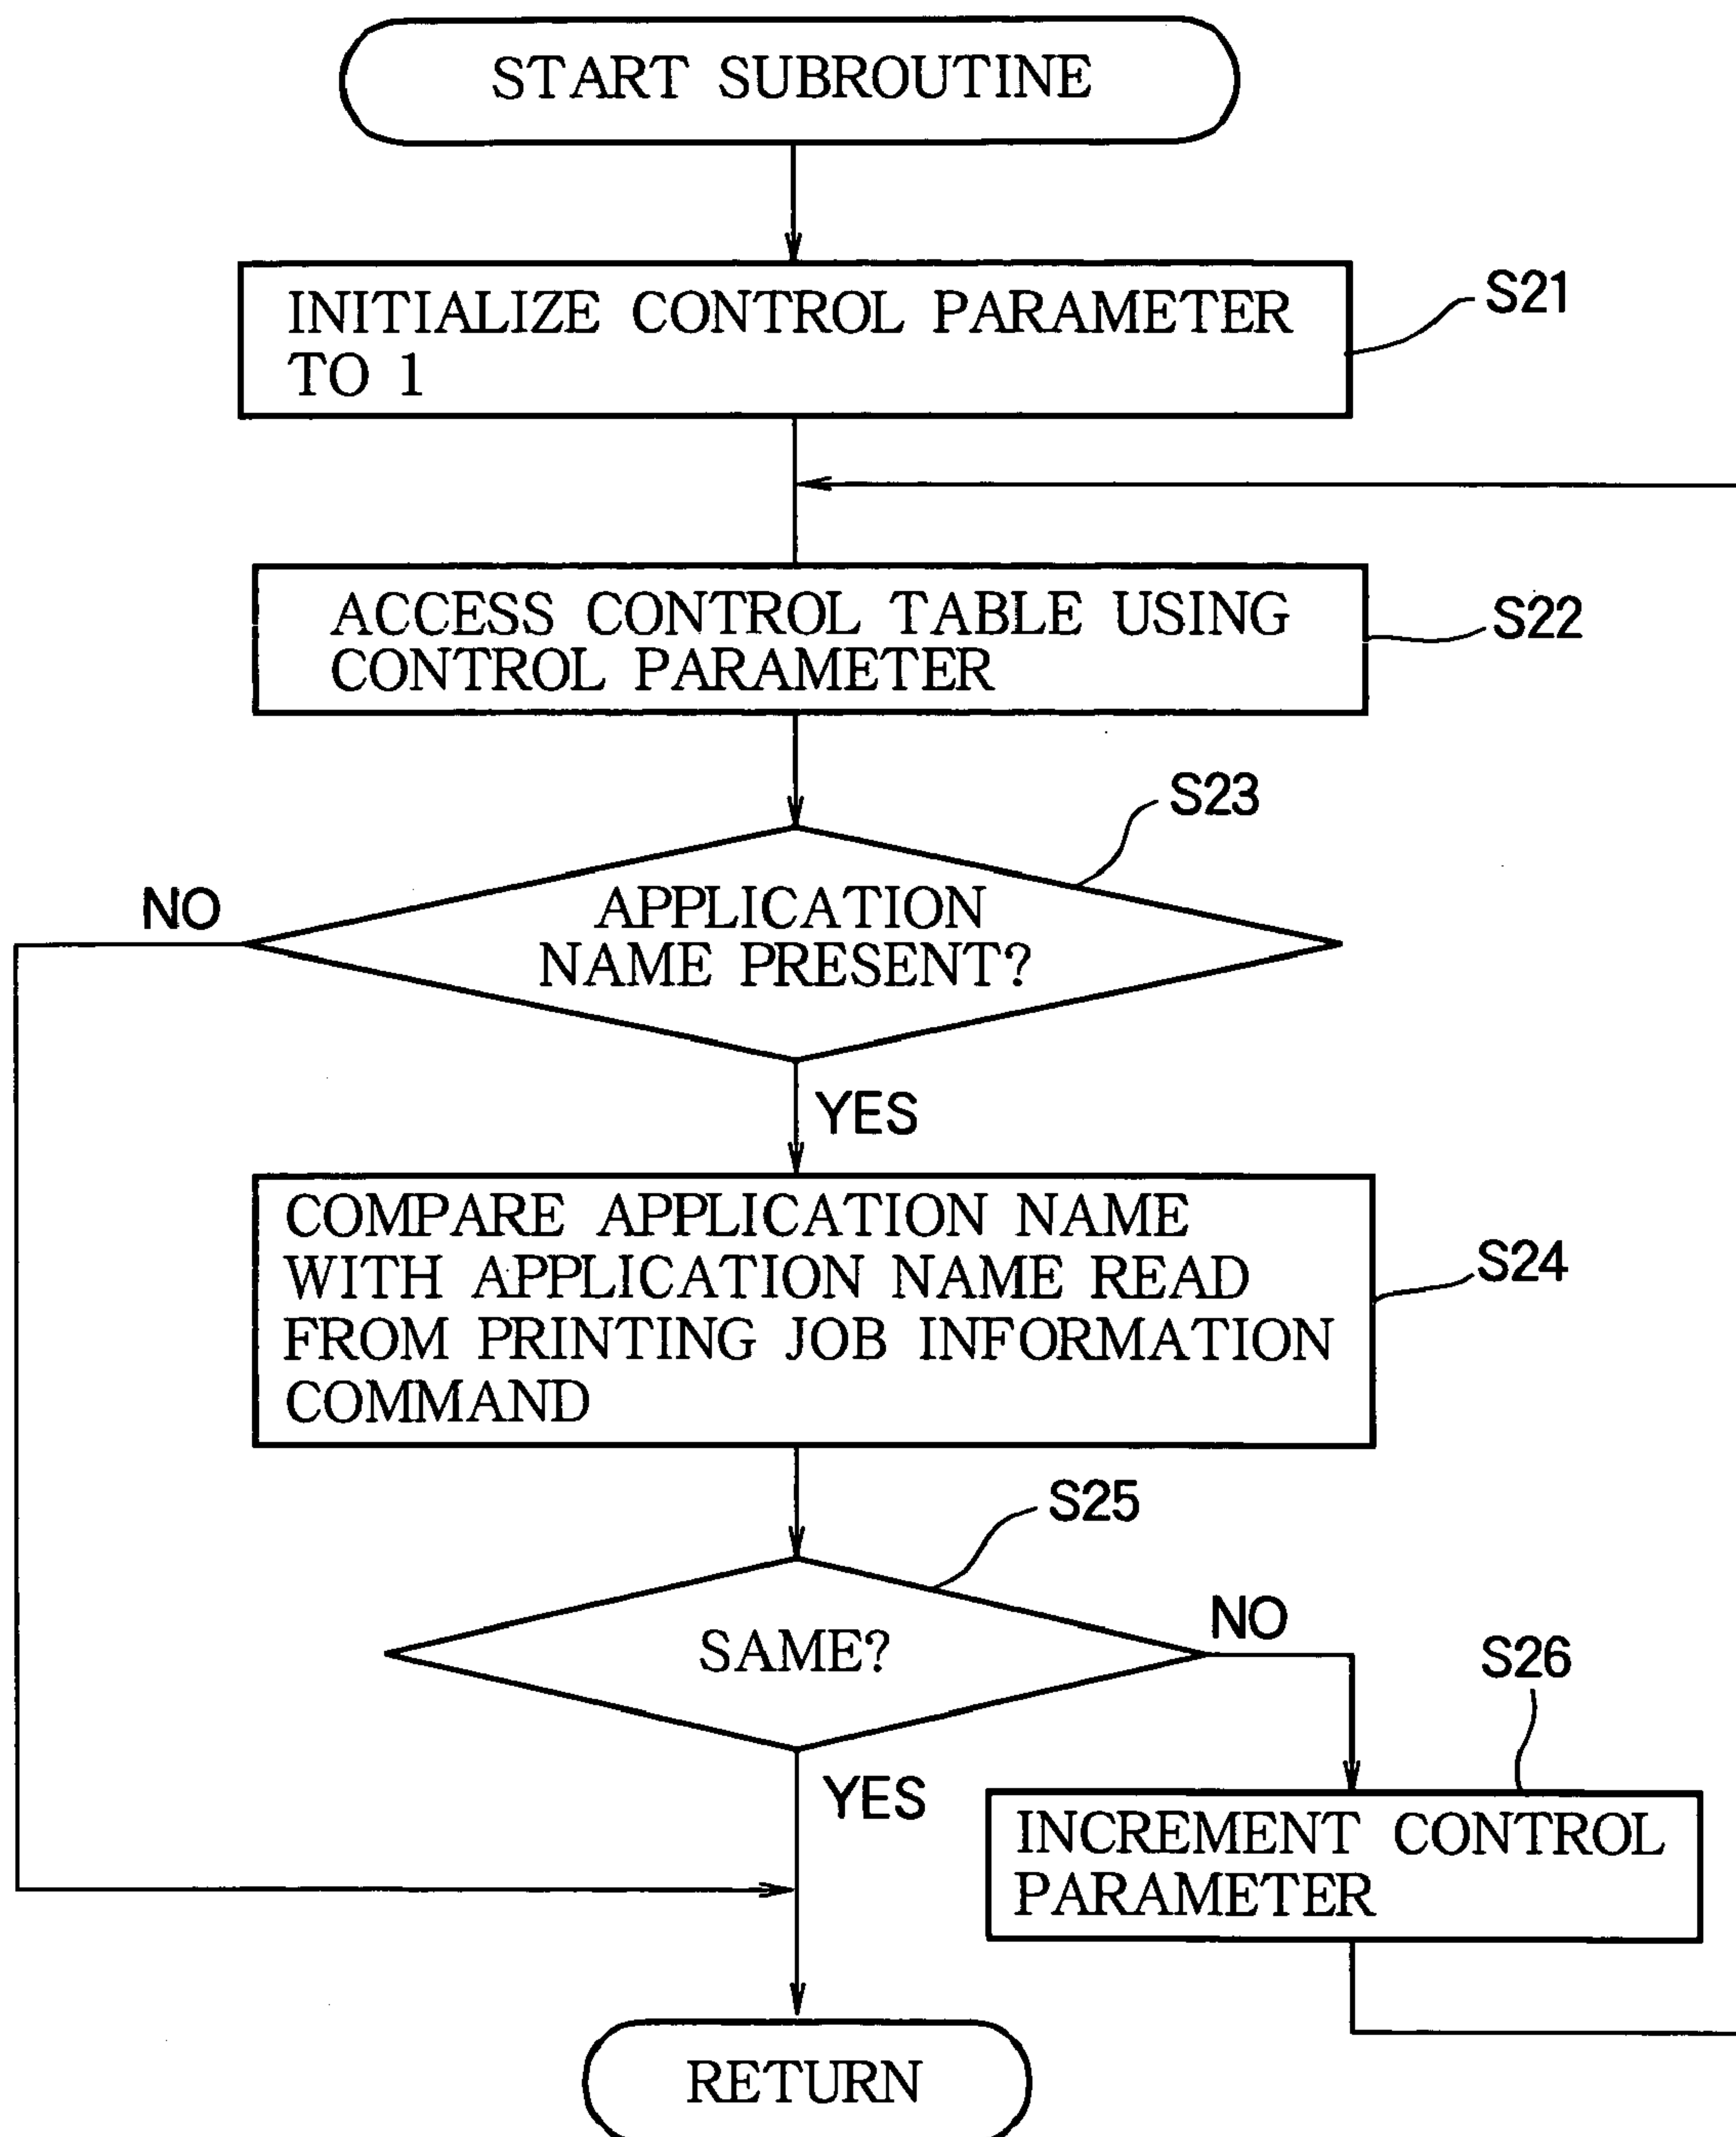 START SUBROUTINE
INITIALIZE CONTROL PARAMETER
TO 1
S21
ACCESS CONTROL TABLE USING
CONTROL PARAMETER
S22
S23
NO
APPLICATION
NAME PRESENT?
YES
COMPARE APPLICATION NAME
WITH APPLICATION NAME READ
FROM PRINTING JOB INFORMATION
COMMAND
S24
S25
SAME?
NO
S26
YES
INCREMENT CONTROL
PARAMETER
RETURN